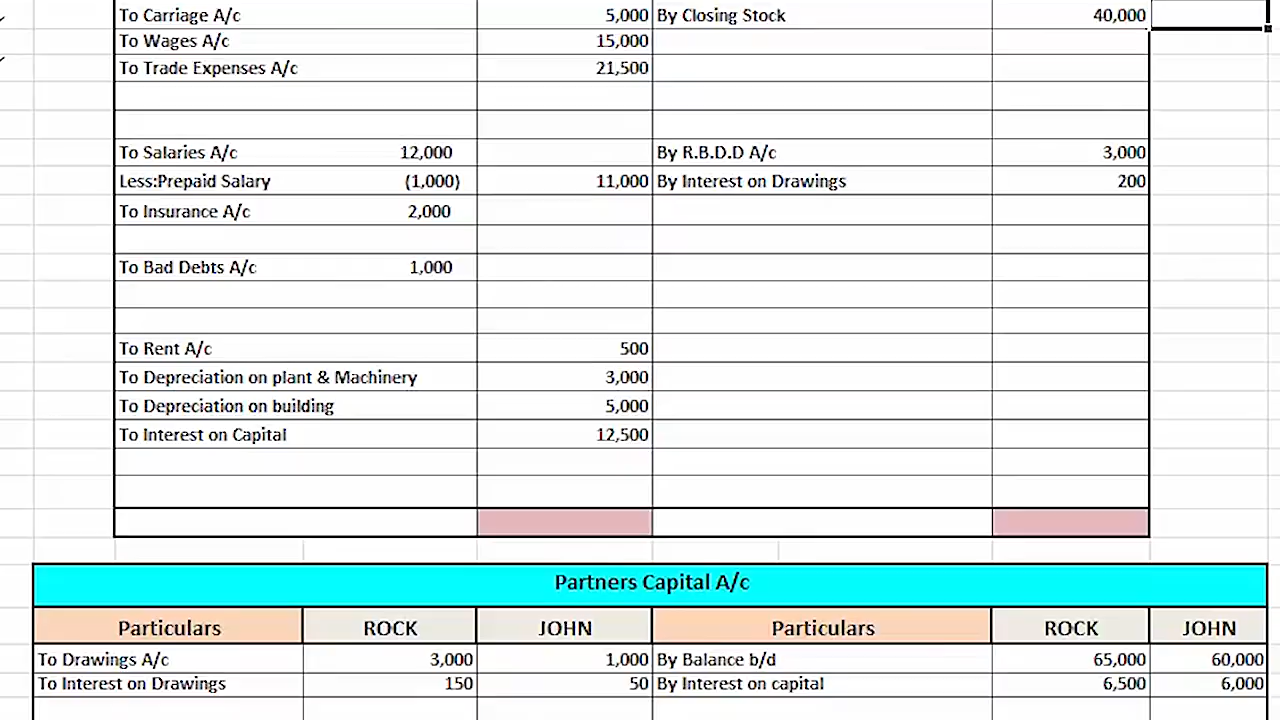 To Carriage A/c 5,000 By Closing Stock 40,000
To Wages A/c 15,000
To Trade Expenses A/c 21,500
To Salaries A/c 12,000 By R.B.D.D A/c 3,000
Less:Prepaid Salary (1,000) 11,000 By Interest on Drawings 200
To Insurance A/c 2,000
To Bad Debts A/c 1,000
To Rent A/c 500
To Depreciation on plant & Machinery 3,000
To Depreciation on building 5,000
To Interest on Capital 12,500
Partners Capital A/c
Particulars ROCK JOHN Particulars ROCK JOHN
To Drawings A/c 3,000 1,000 By Balance b/d 65,000 60,000
To Interest on Drawings 150 50 By Interest on capital 6,500 6,000